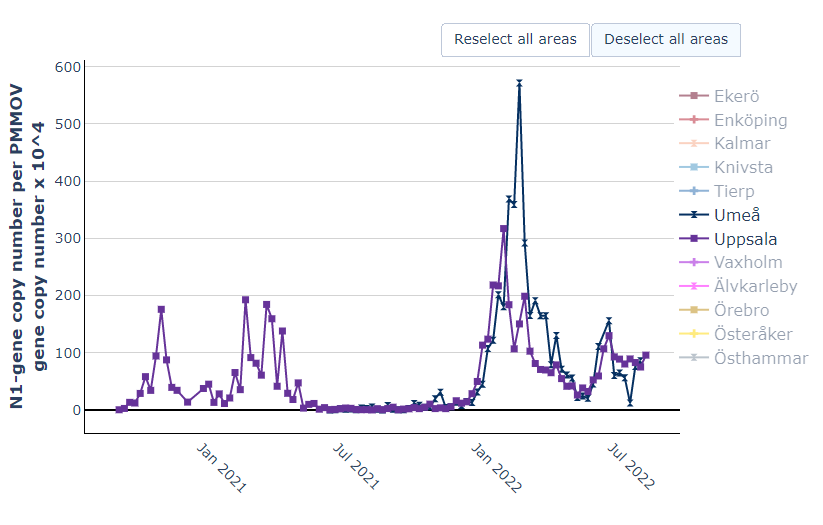 Reselect all areas
Deselect all areas
N1-gene copy number per PMMOV
gene copy number x 10^4
600
500
400
300
200
100
0
Jan 2021
Jul 2021
Jan 2022
Jul 2022
Ekerö
Enköping
Kalmar
Knivsta
Tierp
Umeå
Uppsala
Vaxholm
Älvkarleby
Örebro
Österåker
Östhammar